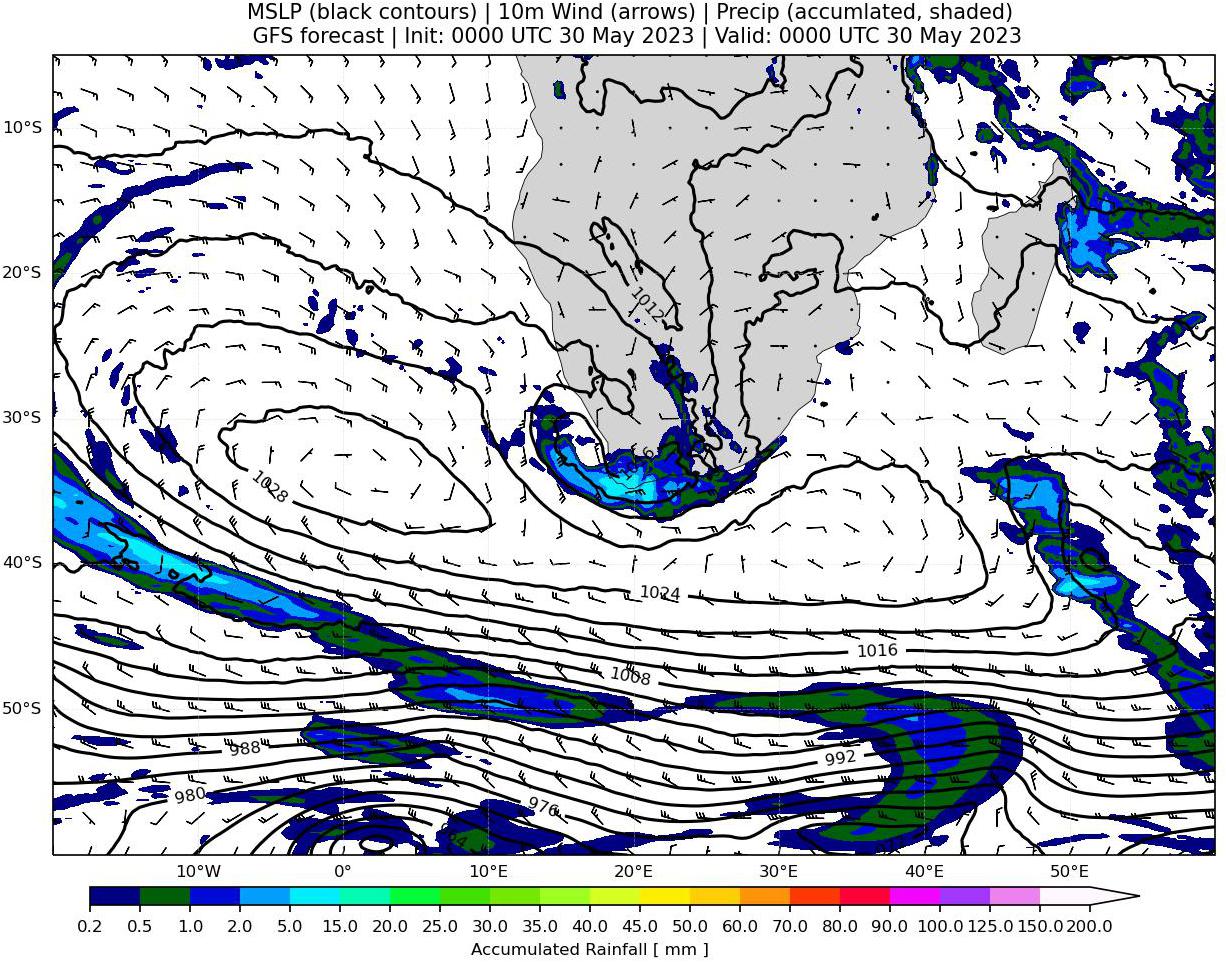 MSLP (black contours) | 10m Wind (arrows) | Precip (accumlated, shaded)
GFS forecast | Init: 0000 UTC 30 May 2023 | Valid: 0000 UTC 30 May 2023
10°S
20°S
1012
30°S
1028
40°S
1024
1016
1008
50°S
988
992
980
976
10°W 0° 10°E 20°E 30°E 40°E 50°E
0.2 0.5 1.0 2.0 5.0 15.0 20.0 25.0 30.0 35.0 40.0 45.0 50.0 60.0 70.0 80.0 90.0 100.0 125.0 150.0 200.0
Accumulated Rainfall [ mm ]